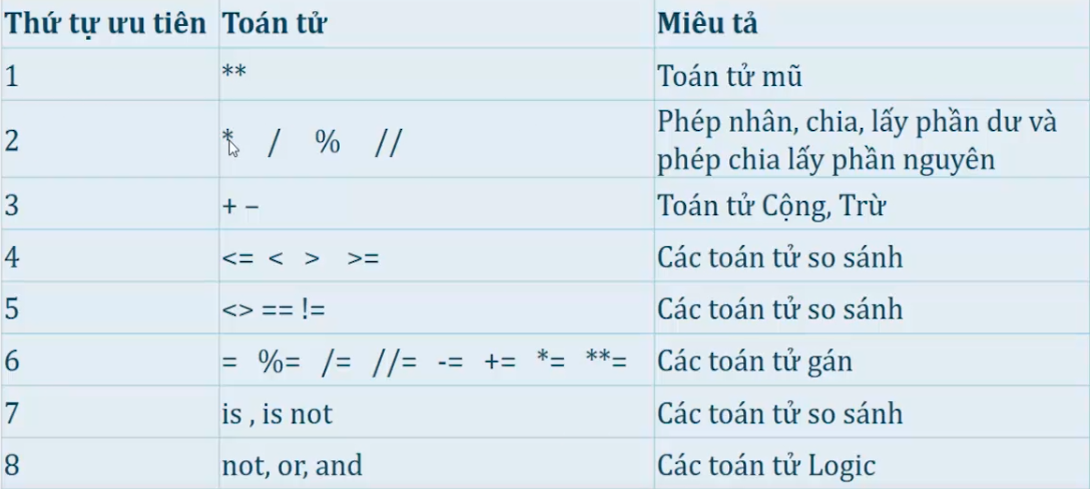 Thứ tự ưu tiên Toán tử Miêu tả
1 ** Toán tử mũ
2 * / % // Phép nhân, chia, lấy phần dư và
phép chia lấy phần nguyên
3 + – Toán tử Cộng, Trừ
4 <= < > >= Các toán tử so sánh
5 <> == != Các toán tử so sánh
6 = %= /= //= -= += *= **= Các toán tử gán
7 is , is not Các toán tử so sánh
8 not, or, and Các toán tử Logic